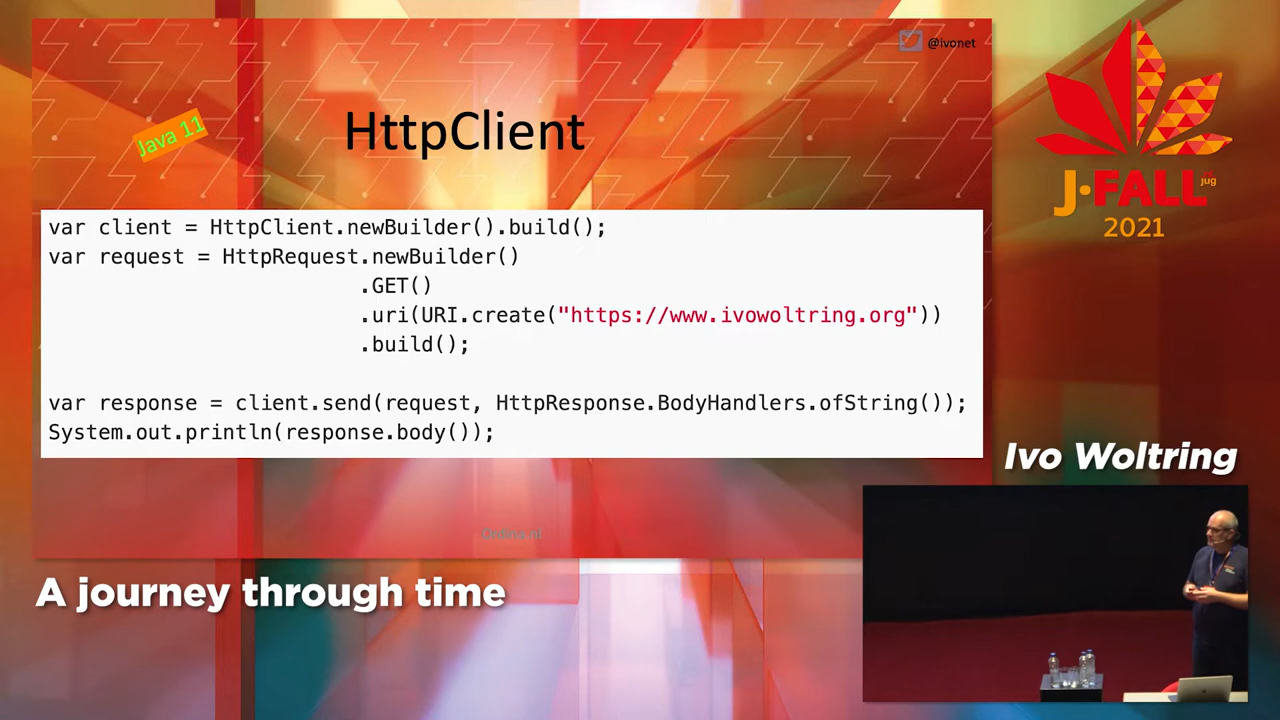 @ivonet
Java 11
HttpClient
var client = HttpClient.newBuilder().build();
var request = HttpRequest.newBuilder()
.GET()
.uri(URI.create("https://www.ivowoltring.org"))
.build();
var response = client.send(request, HttpResponse.BodyHandlers.ofString());
System.out.println(response.body());
A journey through time
J-FALL
jug
2021
Ivo Woltring